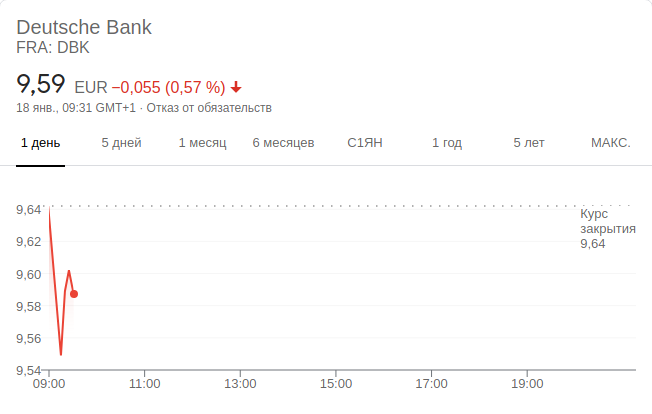 Deutsche Bank
FRA: DBK
9,59 EUR −0,055 (0,57 %)
18 янв., 09:31 GMT+1 · Отказ от обязательств
1 день 5 дней 1 месяц 6 месяцев С1ЯН 1 год 5 лет МАКС.
9,64
Курс
закрытия
9,64
9,62
9,60
9,58
9,56
9,54
09:00 11:00 13:00 15:00 17:00 19:00